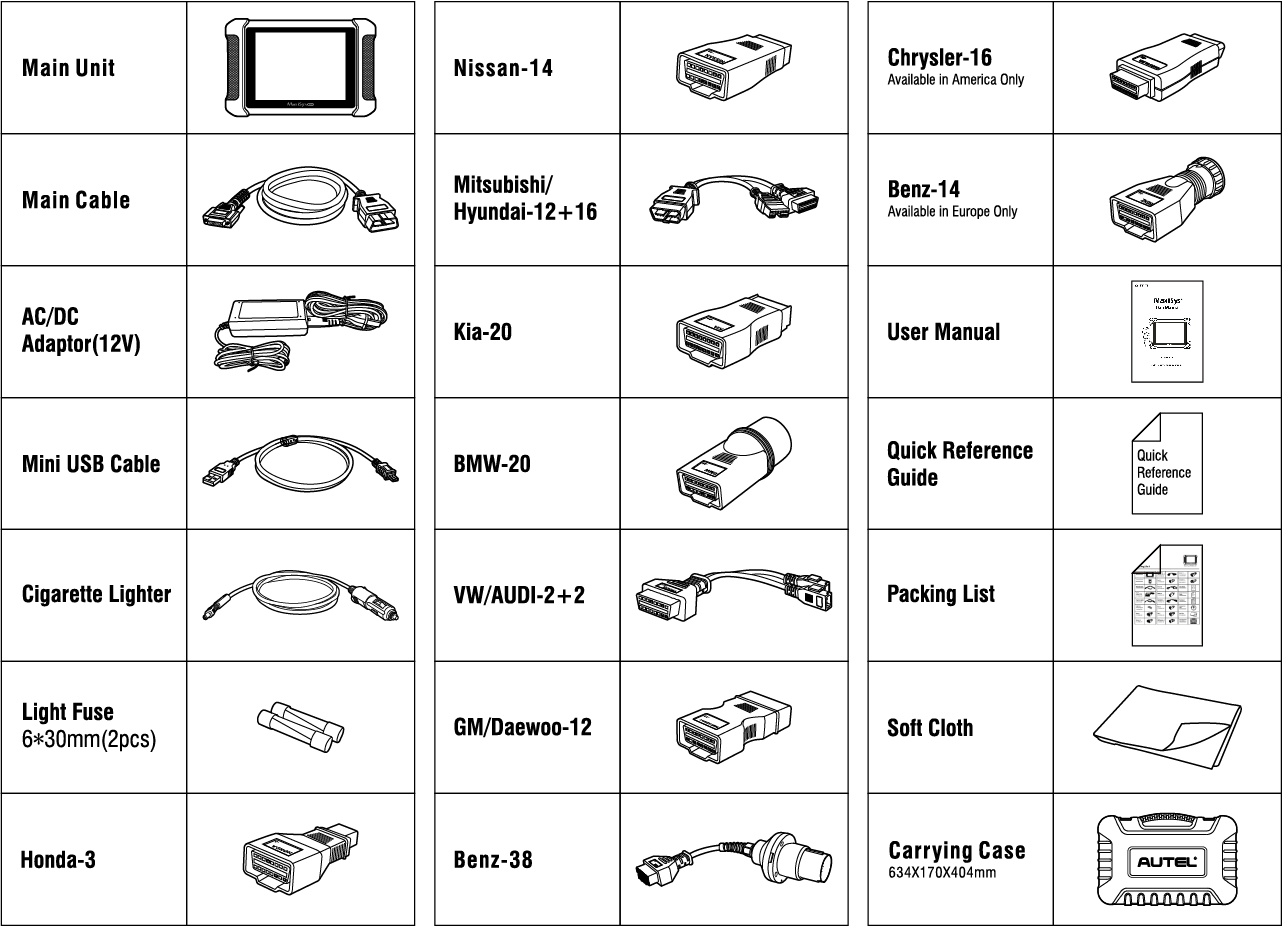 Main Unit
MaxiSys
Main Cable
AC/DC
Adaptor(12V)
Mini USB Cable
Cigarette Lighter
Light Fuse
6*30mm(2pcs)
Honda-3
Nissan-14
Mitsubishi/
Hyundai-12+16
Kia-20
BMW-20
VW/AUDI-2+2
GM/Daewoo-12
Benz-38
Chrysler-16
Available in America Only
Benz-14
Available in Europe Only
User Manual
MaxiSys
Quick Reference
Guide
Quick
Reference
Guide
Packing List
Soft Cloth
Carrying Case
634X170X404mm
AUTEL